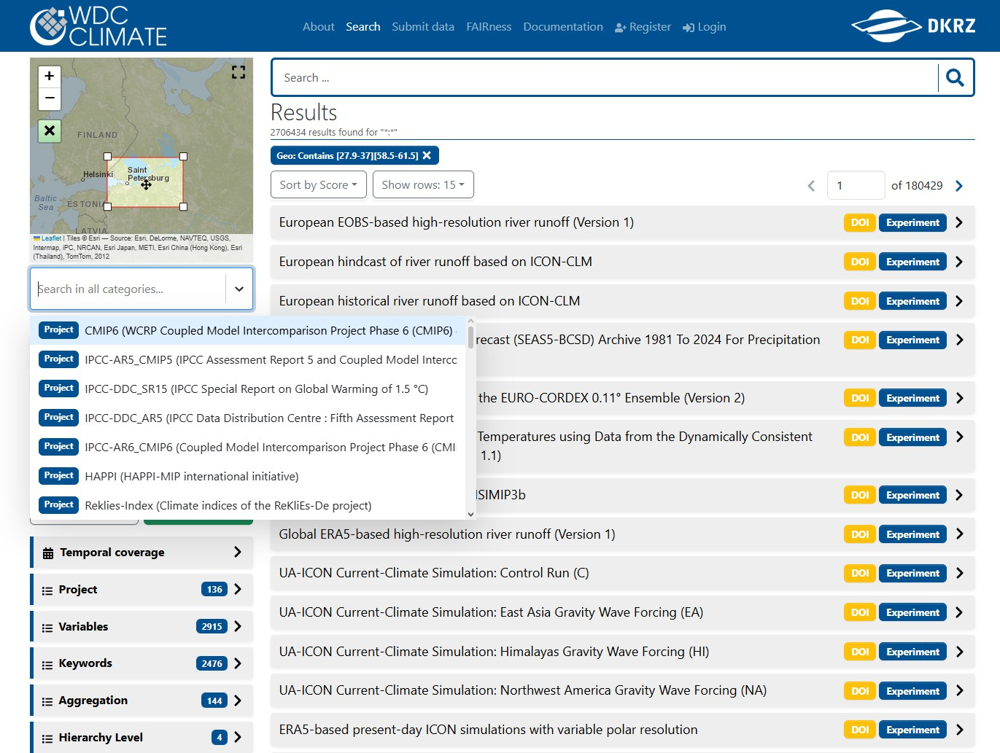 WDC
CLIMATE
About Search Submit data FAIRness Documentation Register Login
DKRZ
+
−
FINLAND
Helsinki
Saint
Petersburg
Baltic
Sea
ESTONIA
LATVIA
Leaflet | Tiles © Esri — Source: Esri, DeLorme, NAVTEQ, USGS,
Intermap, iPC, NRCAN, Esri Japan, METI, Esri China (Hong Kong), Esri
(Thailand), TomTom, 2012
Search in all categories...
Project CMIP6 (WCRP Coupled Model Intercomparison Project Phase 6 (CMIP6)
Project IPCC-AR5_CMIP5 (IPCC Assessment Report 5 and Coupled Model Interco
Project IPCC-DDC_SR15 (IPCC Special Report on Global Warming of 1.5 °C)
Project IPCC-DDC_AR5 (IPCC Data Distribution Centre : Fifth Assessment Report
Project IPCC-AR6_CMIP6 (Coupled Model Intercomparison Project Phase 6 (CMI
Project HAPPI (HAPPI-MIP international initiative)
Project Reklies-Index (Climate indices of the ReKliEs-De project)
Temporal coverage
Project 136
Variables 2915
Keywords 2476
Aggregation 144
Hierarchy Level 4
Search ...
Results
2706434 results found for "*:*"
Geo: Contains [27.9-37][58.5-61.5]
Sort by Score Show rows: 15 1 of 180429
European EOBS-based high-resolution river runoff (Version 1) DOI Experiment
European hindcast of river runoff based on ICON-CLM DOI Experiment
European historical river runoff based on ICON-CLM DOI Experiment
recast (SEAS5-BCSD) Archive 1981 To 2024 For Precipitation DOI Experiment
the EURO-CORDEX 0.11° Ensemble (Version 2) DOI Experiment
Temperatures using Data from the Dynamically Consistent DOI Experiment
1.1)
ISIMIP3b DOI Experiment
Global ERA5-based high-resolution river runoff (Version 1) DOI Experiment
UA-ICON Current-Climate Simulation: Control Run (C) DOI Experiment
UA-ICON Current-Climate Simulation: East Asia Gravity Wave Forcing (EA) DOI Experiment
UA-ICON Current-Climate Simulation: Himalayas Gravity Wave Forcing (HI) DOI Experiment
UA-ICON Current-Climate Simulation: Northwest America Gravity Wave Forcing (NA) DOI Experiment
ERA5-based present-day ICON simulations with variable polar resolution DOI Experiment